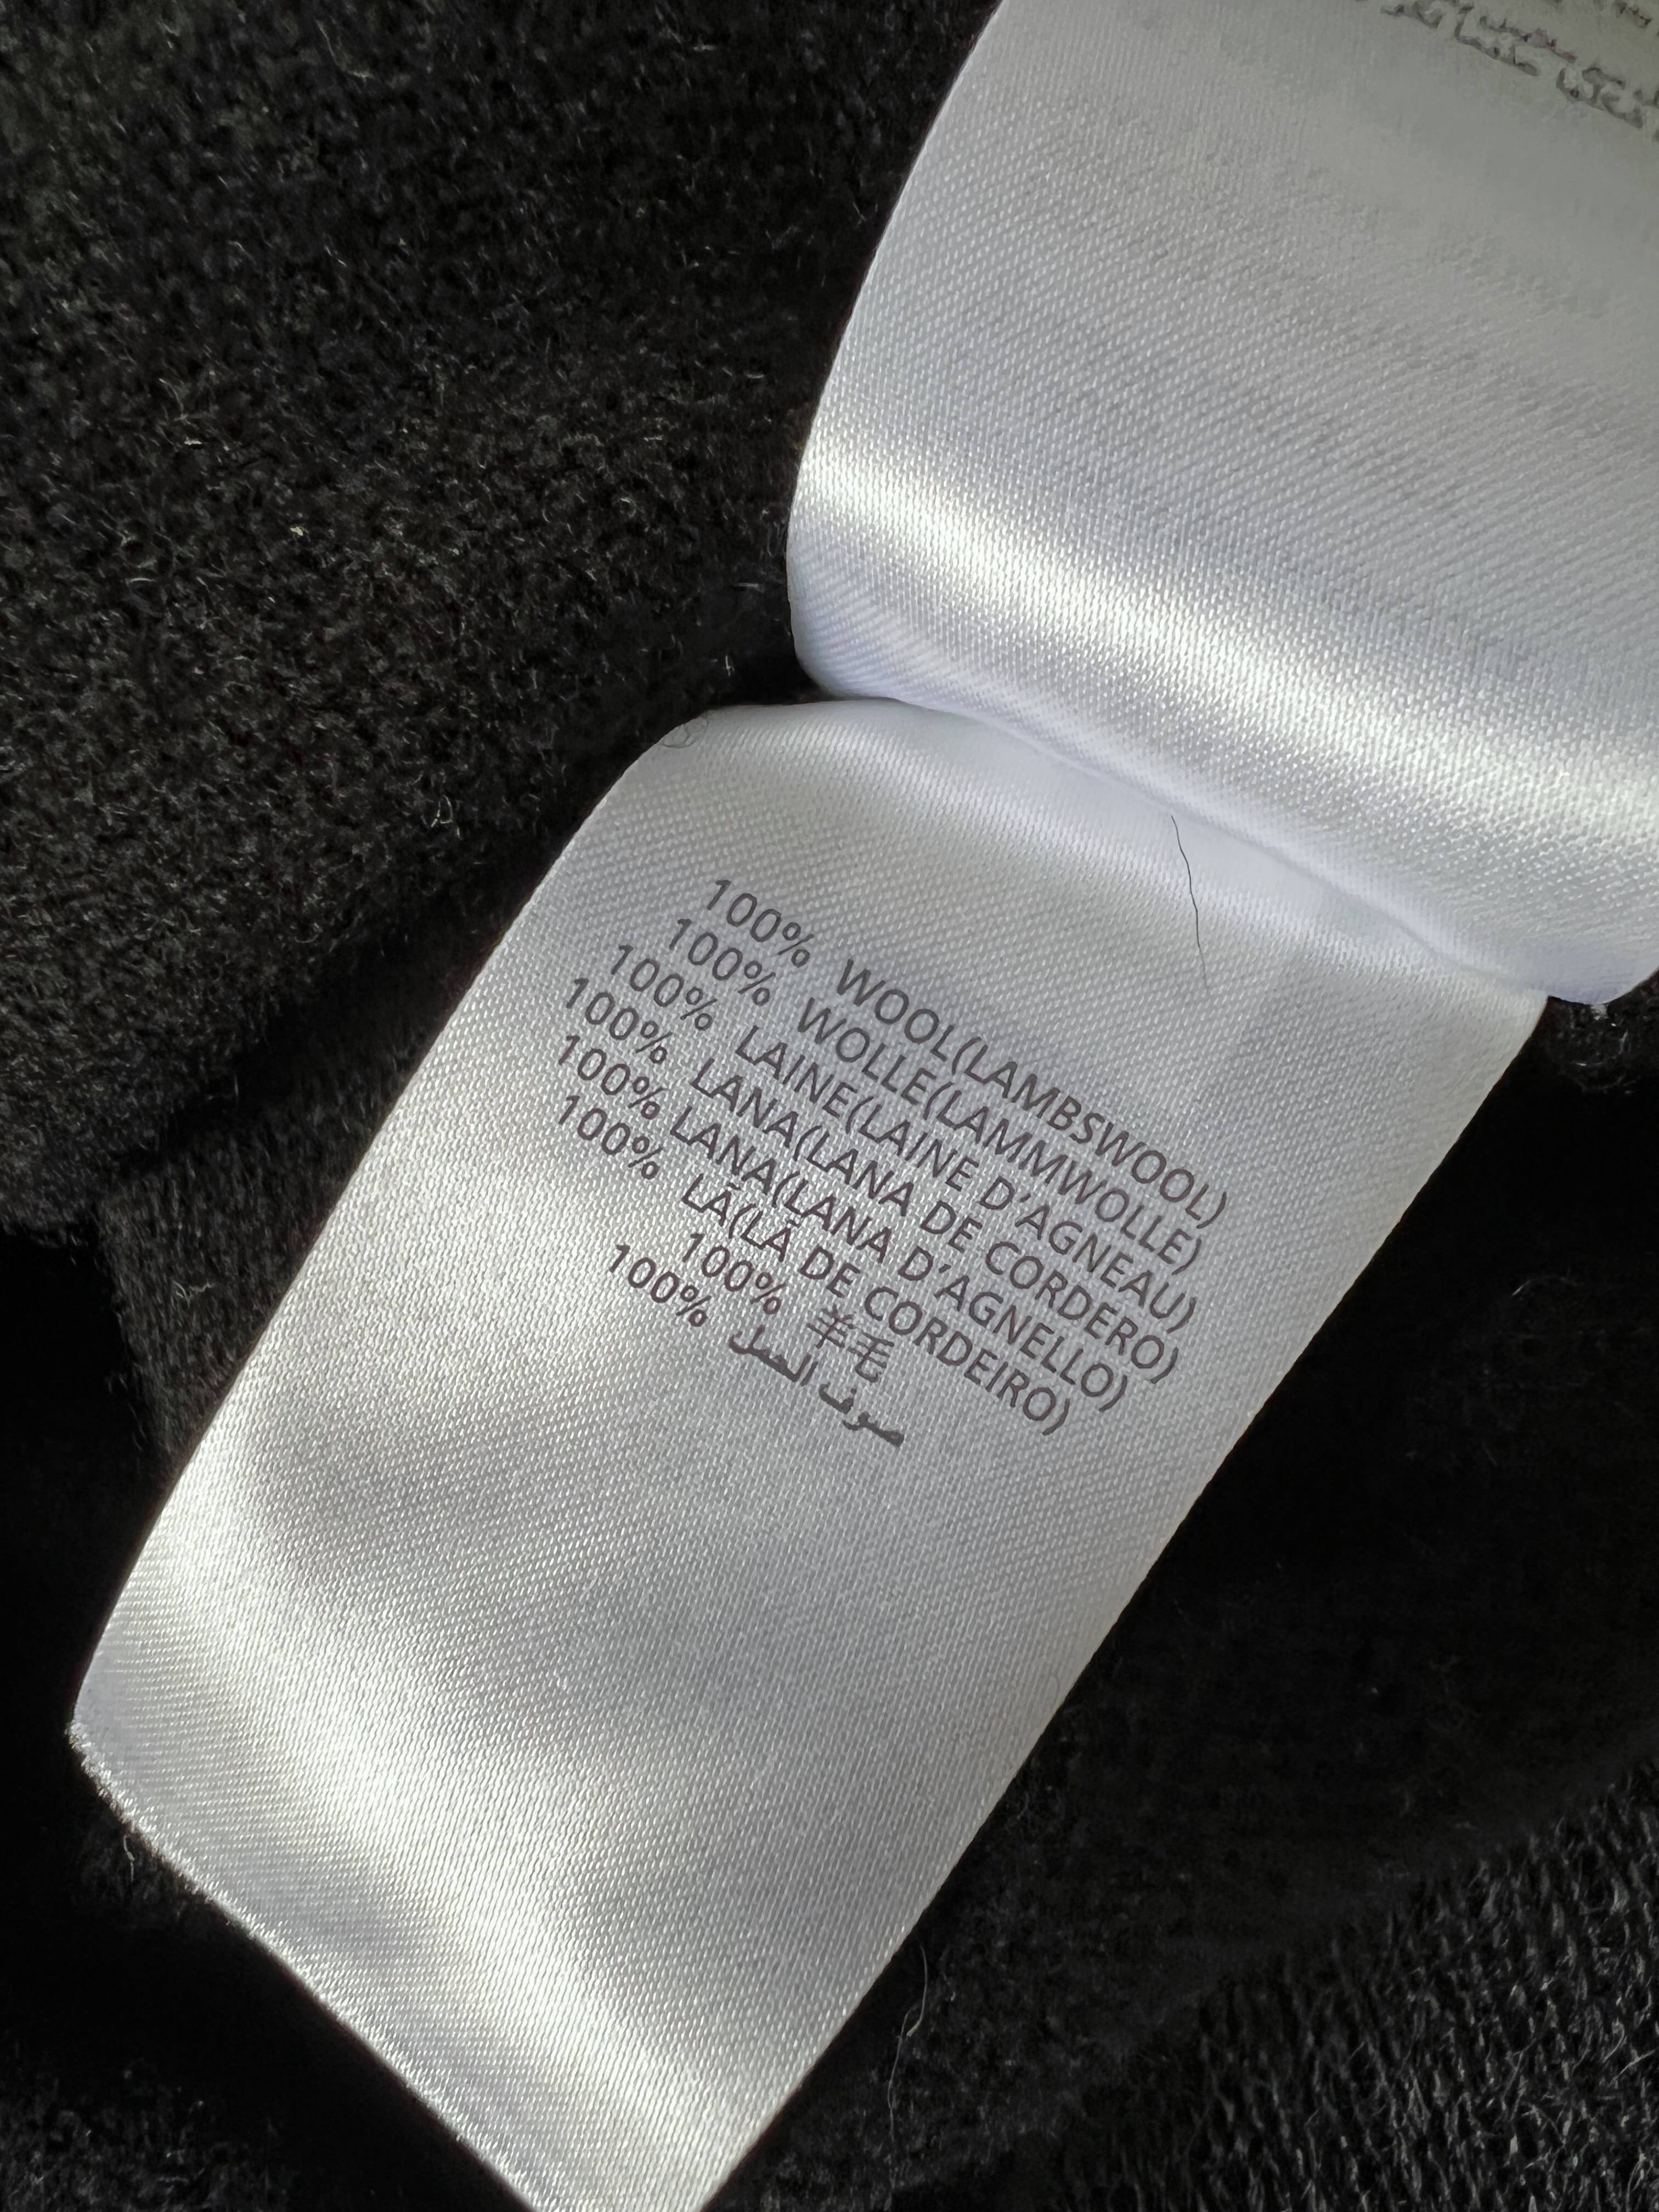 100% WOOL(LAMBSWOOL)
100% WOLLE(LAMMWOLLE)
100% LAINE(LAINE D'AGNEAU)
100% LANA(LANA DE CORDERO)
100% LANA(LANA D'AGNELLO)
100% LÃ(LÃ DE CORDEIRO)
100% 羊毛
100% صوف الحمل